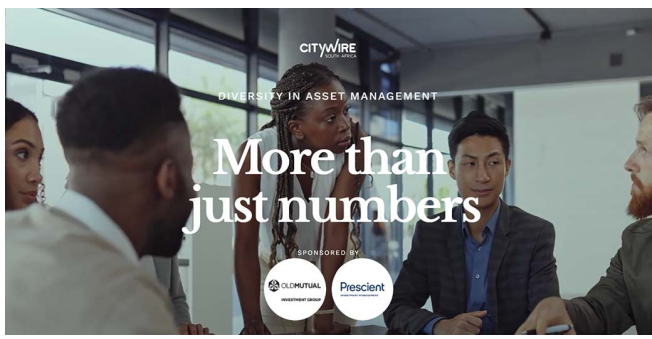 CITYWIRE
SOUTH AFRICA
DIVERSITY IN ASSET MANAGEMENT
More than
just numbers
SPONSORED BY
OLDMUTUAL
INVESTMENT GROUP
Prescient
INVESTMENT MANAGEMENT